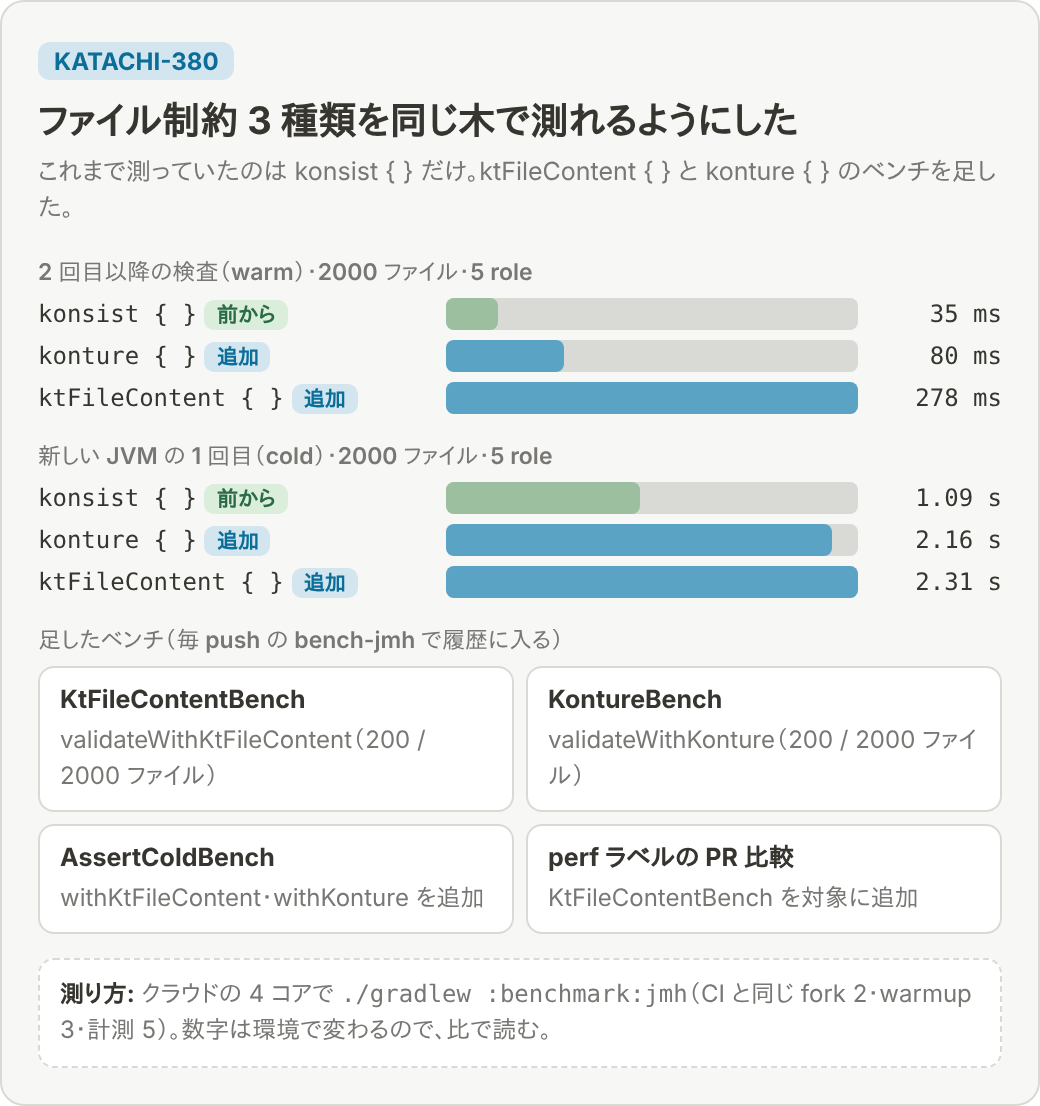 KATACHI-380
ファイル制約 3 種類を同じ木で測れるようにした
これまで測っていたのは konsist { } だけ。ktFileContent { } と konture { } のベンチを足し
た。
2 回目以降の検査（warm）·2000 ファイル·5 role
konsist { } 前から 35 ms
konture { } 追加 80 ms
ktFileContent { } 追加 278 ms
新しい JVM の 1 回目（cold）·2000 ファイル·5 role
konsist { } 前から 1.09 s
konture { } 追加 2.16 s
ktFileContent { } 追加 2.31 s
足したベンチ（毎 push の bench-jmh で履歴に入る）
KtFileContentBench
validateWithKtFileContent（200 /
2000 ファイル）
KontureBench
validateWithKonture（200 / 2000 ファイ
ル）
AssertColdBench
withKtFileContent·withKonture を追加
perf ラベルの PR 比較
KtFileContentBench を対象に追加
測り方: クラウドの 4 コアで ./gradlew :benchmark:jmh（CI と同じ fork 2·warmup
3·計測 5）。数字は環境で変わるので、比で読む。